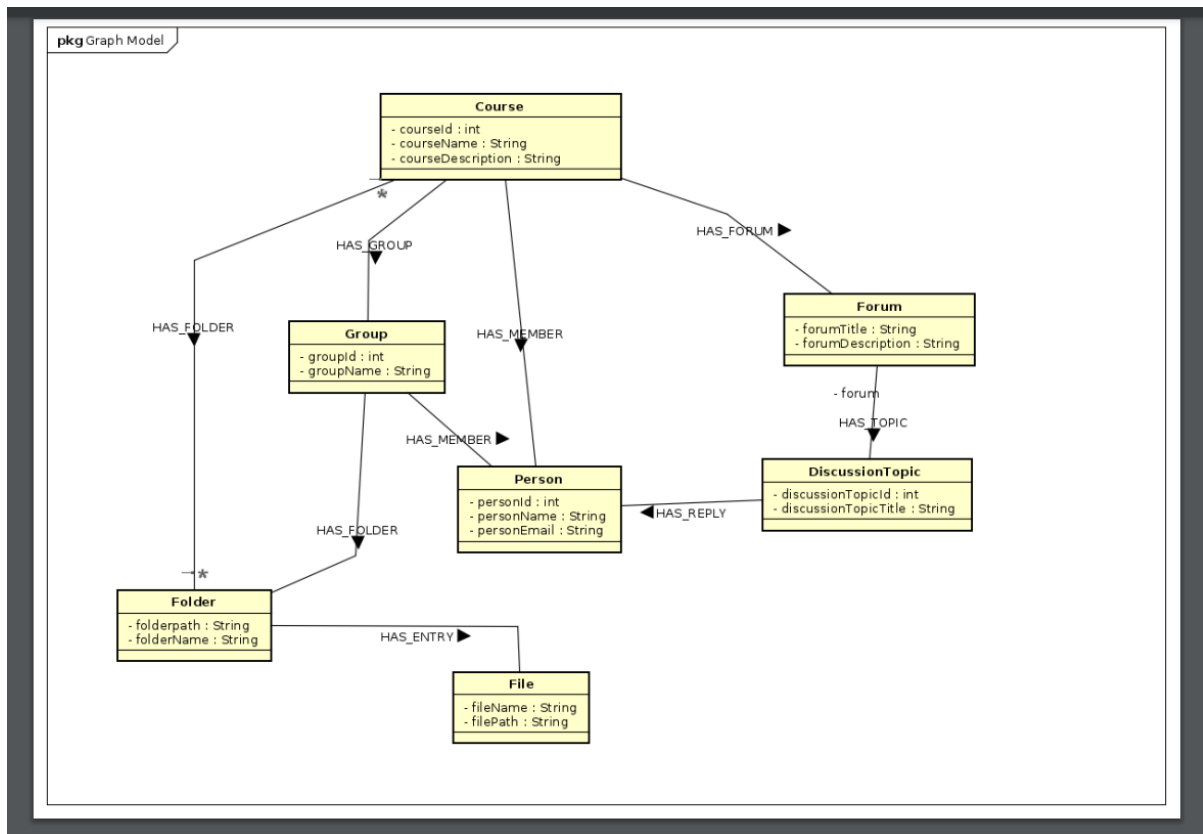 pkg Graph Model
Course
- courseId : int
- courseName : String
- courseDescription : String
*
HAS_GROUP
HAS_FORUM
HAS_FOLDER
HAS_MEMBER
Forum
- forumTitle : String
- forumDescription : String
Group
- groupId : int
- groupName : String
- forum
HAS_TOPIC
HAS_MEMBER
Person
- personId : int
- personName : String
- personEmail : String
DiscussionTopic
- discussionTopicId : int
- discussionTopicTitle : String
HAS_REPLY
HAS_FOLDER
*
Folder
- folderpath : String
- folderName : String
HAS_ENTRY
File
- fileName : String
- filePath : String